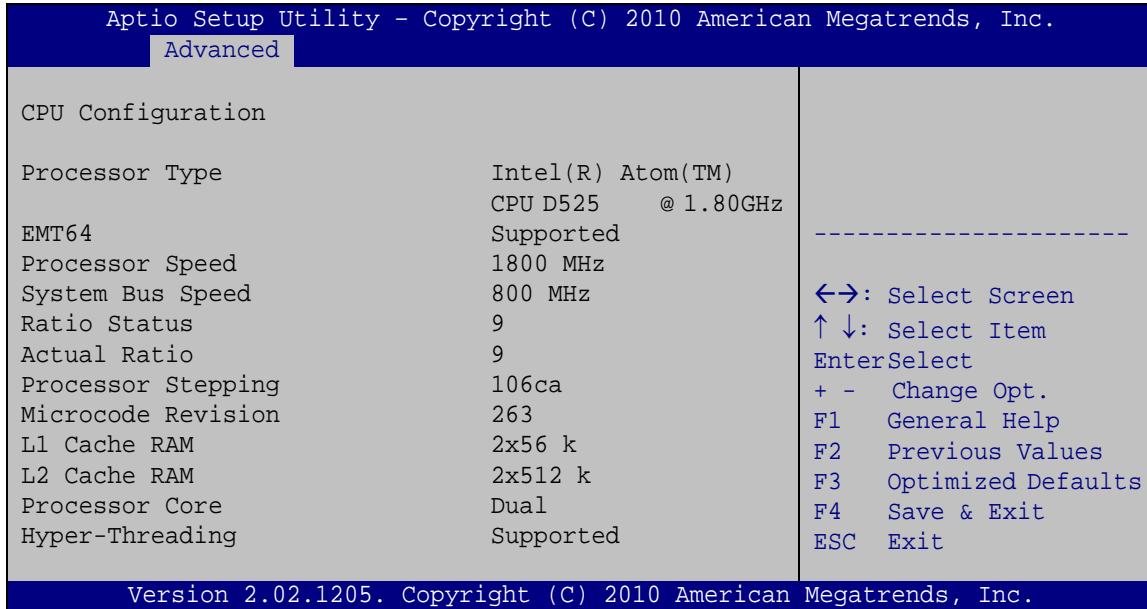 Aptio Setup Utility – Copyright (C) 2010 American Megatrends, Inc.
Advanced
CPU Configuration
Processor Type Intel(R) Atom(TM)
CPU D525 @ 1.80GHz
EMT64 Supported
Processor Speed 1800 MHz
System Bus Speed 800 MHz
Ratio Status 9
Actual Ratio 9
Processor Stepping 106ca
Microcode Revision 263
L1 Cache RAM 2x56 k
L2 Cache RAM 2x512 k
Processor Core Dual
Hyper-Threading Supported
----------------------
←→: Select Screen
↑ ↓: Select Item
EnterSelect
+ - Change Opt.
F1 General Help
F2 Previous Values
F3 Optimized Defaults
F4 Save & Exit
ESC Exit
Version 2.02.1205. Copyright (C) 2010 American Megatrends, Inc.